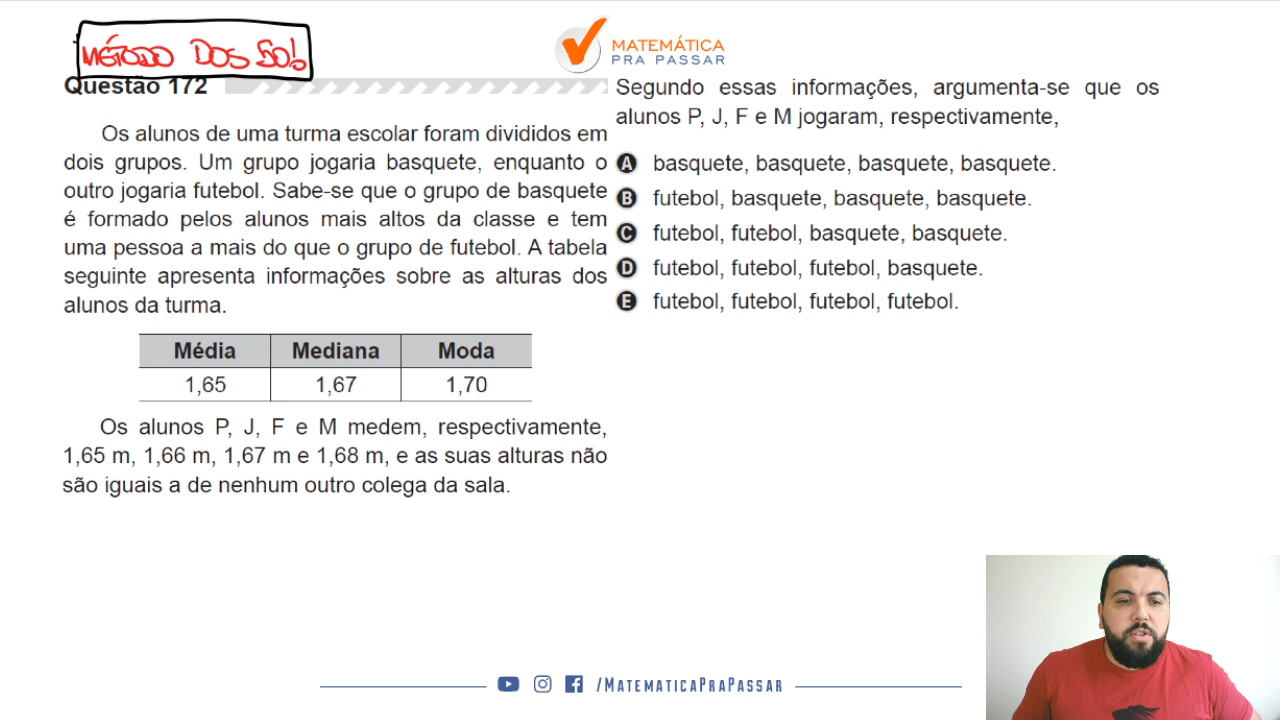 MÉTODO DOS 50!
MATEMÁTICA
PRA PASSAR
Questão 172
Os alunos de uma turma escolar foram divididos em
dois grupos. Um grupo jogaria basquete, enquanto o
outro jogaria futebol. Sabe-se que o grupo de basquete
é formado pelos alunos mais altos da classe e tem
uma pessoa a mais do que o grupo de futebol. A tabela
seguinte apresenta informações sobre as alturas dos
alunos da turma.
Média Mediana Moda
1,65 1,67 1,70
Os alunos P, J, F e M medem, respectivamente,
1,65 m, 1,66 m, 1,67 m e 1,68 m, e as suas alturas não
são iguais a de nenhum outro colega da sala.
Segundo essas informações, argumenta-se que os
alunos P, J, F e M jogaram, respectivamente,
A basquete, basquete, basquete, basquete.
B futebol, basquete, basquete, basquete.
C futebol, futebol, basquete, basquete.
D futebol, futebol, futebol, basquete.
E futebol, futebol, futebol, futebol.
/MATEMATICAPRAPASSAR